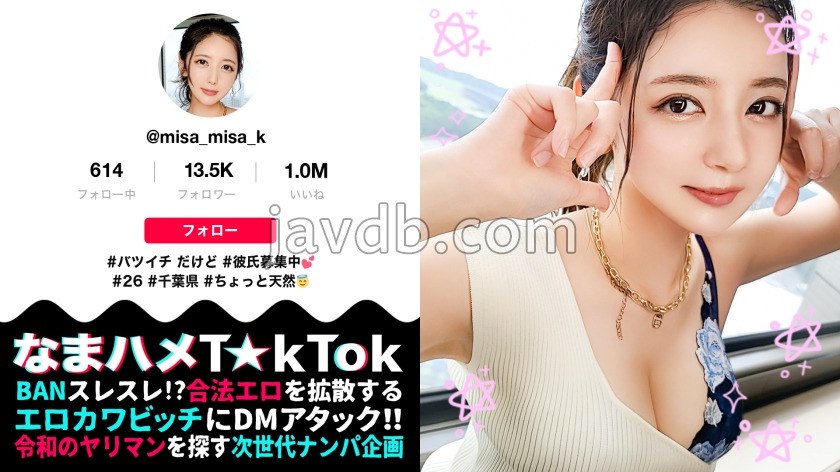 @misa_misa_k
614
13.5K
1.0M
フォロー中
フォロワー
いいね
フォロー
#バツイチ だけど #彼氏募集中💕
#26 #千葉県 #ちょっと天然😇
javdb.com
なまハメT★kTok
BANスレスレ!?合法エロを拡散する
エロカワビッチにDMアタック!!
令和のヤリマンを探す次世代ナンパ企画